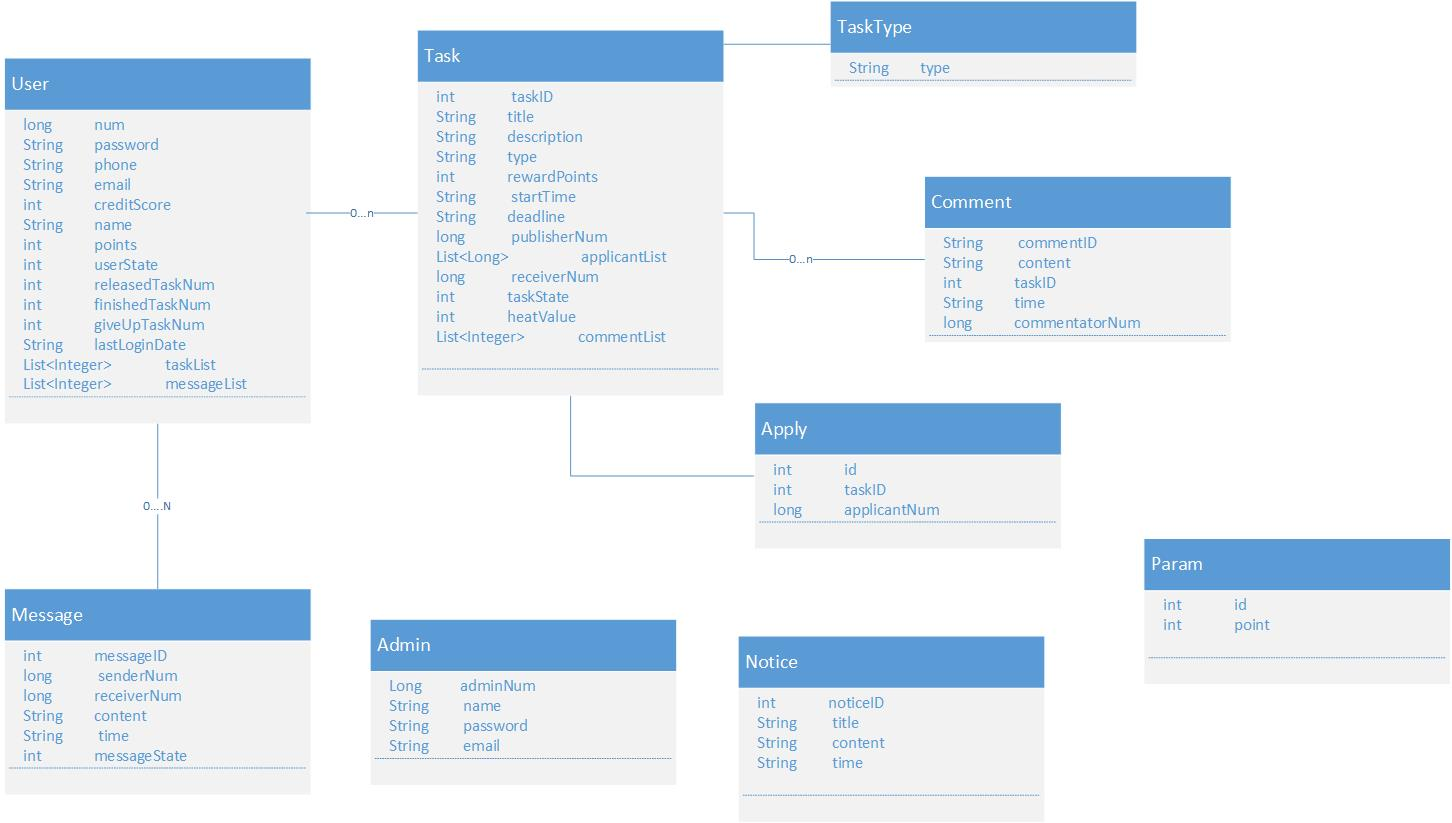 User
long num
String password
String phone
String email
int creditScore
String name
int points
int userState
int releasedTaskNum
int finishedTaskNum
int giveUpTaskNum
String lastLoginDate
List<Integer> taskList
List<Integer> messageList
0...n
Task
int taskID
String title
String description
String type
int rewardPoints
String startTime
String deadline
long publisherNum
List<Long> applicantList
long receiverNum
int taskState
int heatValue
List<Integer> commentList
TaskType
String type
0...n
Comment
String commentID
String content
int taskID
String time
long commentatorNum
Apply
int id
int taskID
long applicantNum
0....N
Message
int messageID
long senderNum
long receiverNum
String content
String time
int messageState
Admin
Long adminNum
String name
String password
String email
Notice
int noticeID
String title
String content
String time
Param
int id
int point